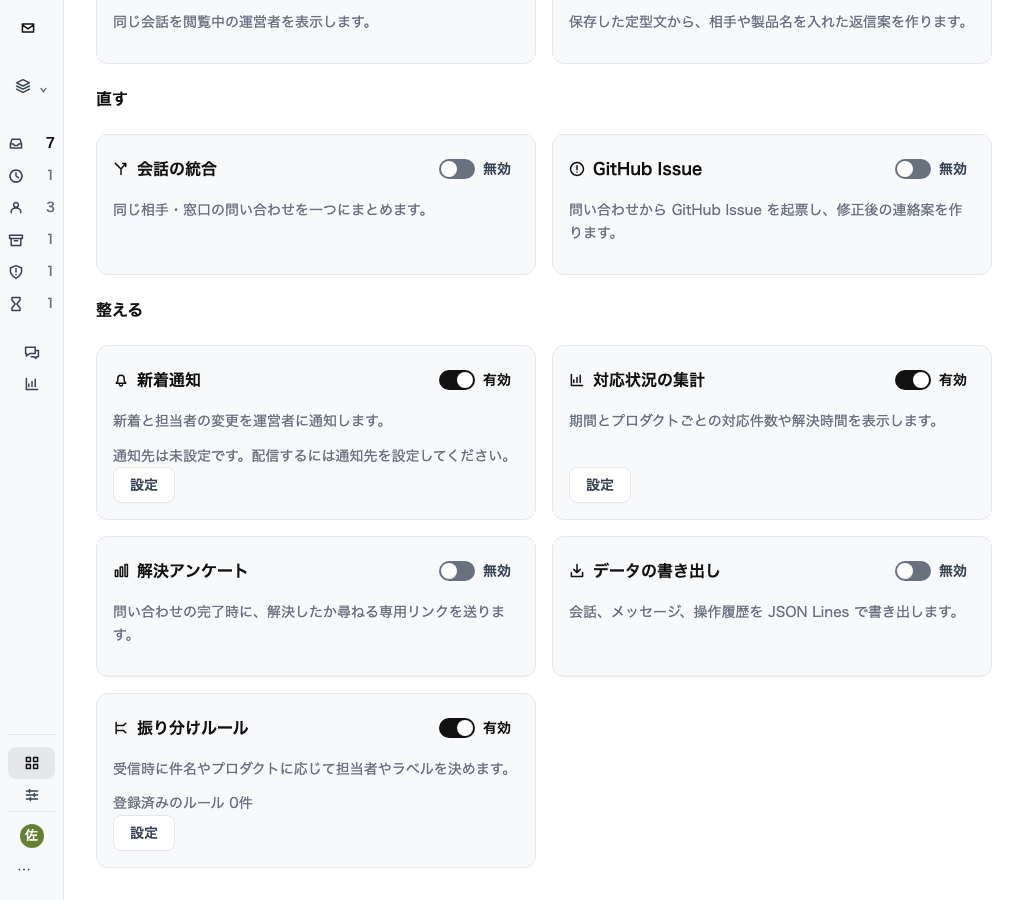 同じ会話を閲覧中の運営者を表示します。
保存した定型文から、相手や製品名を入れた返信案を作ります。
直す
会話の統合
無効
同じ相手・窓口の問い合わせを一つにまとめます。
GitHub Issue
無効
問い合わせから GitHub Issue を起票し、修正後の連絡案を作
ります。
整える
新着通知
有効
新着と担当者の変更を運営者に通知します。
通知先は未設定です。配信するには通知先を設定してください。
設定
対応状況の集計
有効
期間とプロダクトごとの対応件数や解決時間を表示します。
設定
解決アンケート
無効
問い合わせの完了時に、解決したか尋ねる専用リンクを送りま
す。
データの書き出し
無効
会話、メッセージ、操作履歴を JSON Lines で書き出します。
振り分けルール
有効
受信時に件名やプロダクトに応じて担当者やラベルを決めます。
登録済みのルール 0件
設定
7
1
3
1
1
1
佐
…